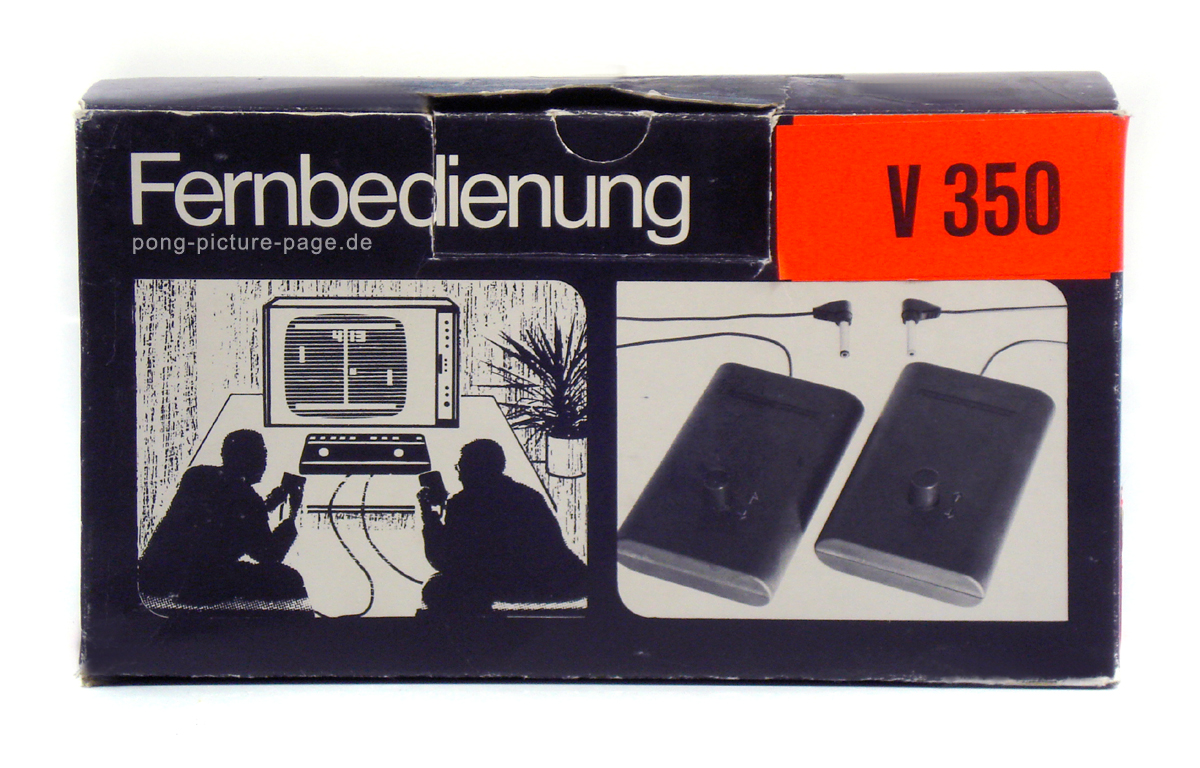 Fernbedienung
V 350
pong-picture-page.de